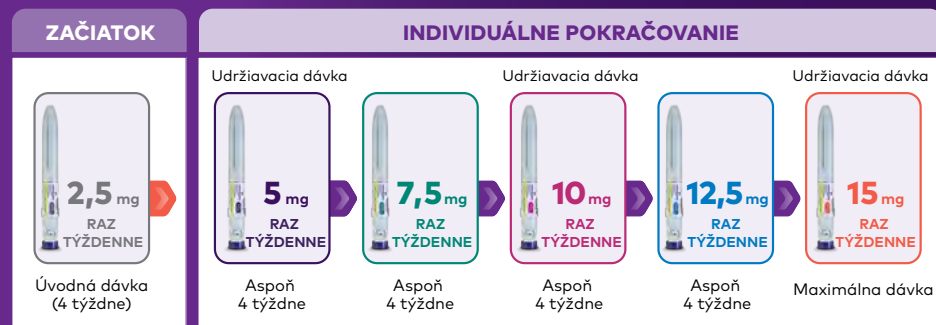 ZAČIATOK
INDIVIDUÁLNE POKRAČOVANIE
Udržiavacia dávka
Udržiavacia dávka
Udržiavacia dávka
2,5 mg
RAZ
TÝŽDENNE
5 mg
RAZ
TÝŽDENNE
7,5 mg
RAZ
TÝŽDENNE
10 mg
RAZ
TÝŽDENNE
12,5 mg
RAZ
TÝŽDENNE
15 mg
RAZ
TÝŽDENNE
Úvodná dávka
(4 týždne)
Aspoň
4 týždne
Aspoň
4 týždne
Aspoň
4 týždne
Aspoň
4 týždne
Maximálna dávka